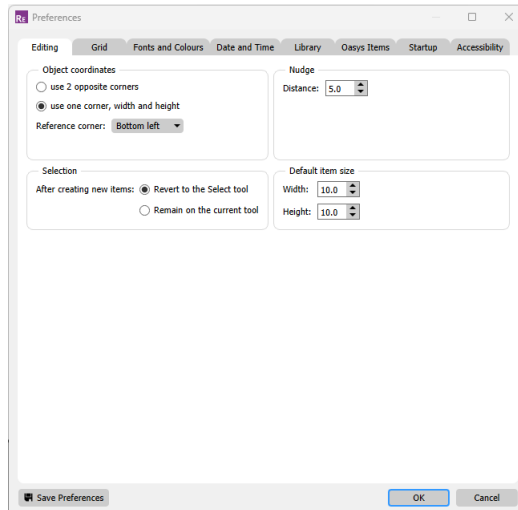 RE Preferences
Editing Grid Fonts and Colours Date and Time Library Oasys Items Startup Accessibility
Object coordinates
use 2 opposite corners
use one corner, width and height
Reference corner: Bottom left
Nudge
Distance: 5.0
Selection
After creating new items: Revert to the Select tool
Remain on the current tool
Default item size
Width: 10.0
Height: 10.0
Save Preferences OK Cancel